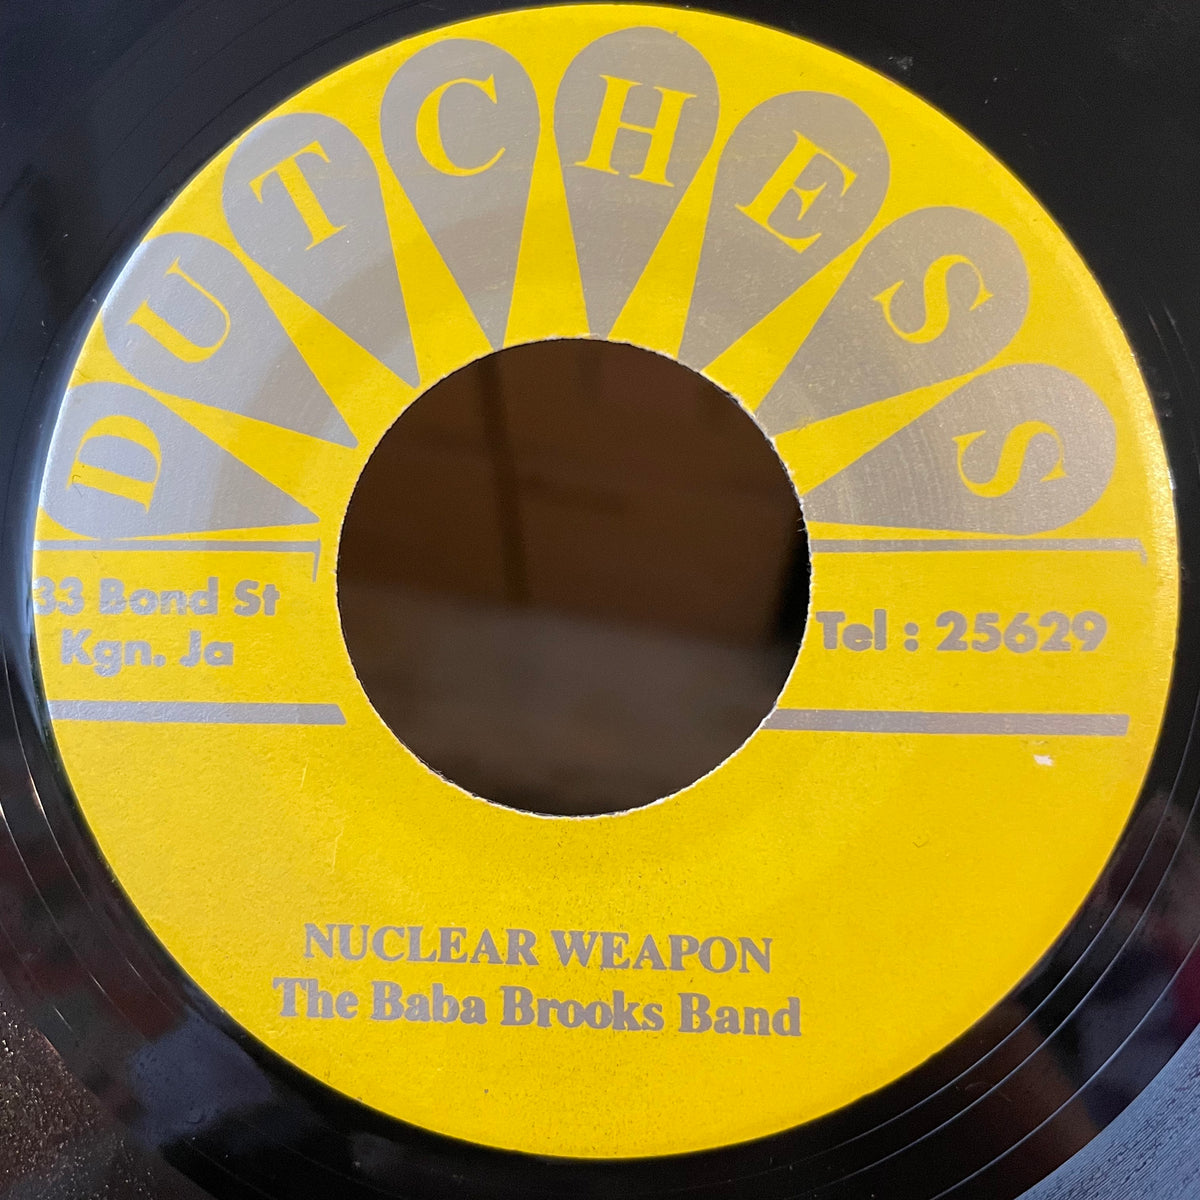 DUTCHESS
33 Bond St
Kgn. Ja
Tel : 25629
NUCLEAR WEAPON
The Baba Brooks Band